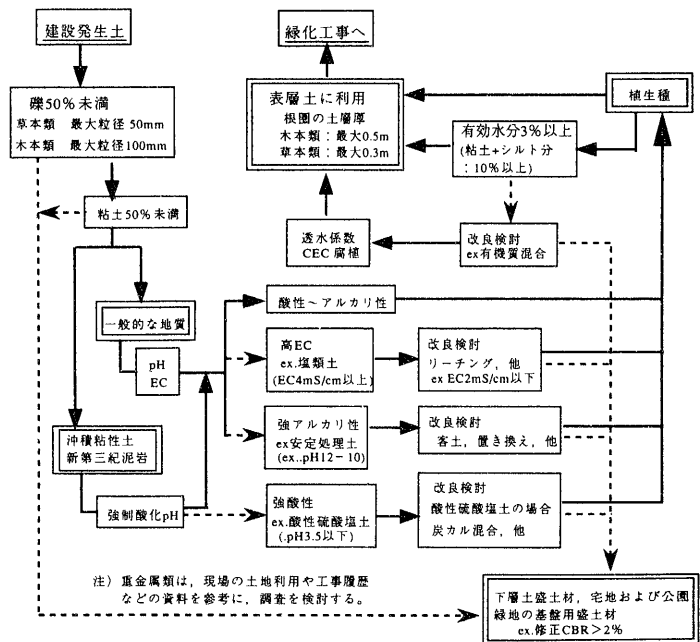 建設発生土
緑化工事へ
礫50%未満
草本類 最大粒径 50mm
木本類 最大粒径100mm
表層土に利用
根圏の土層厚
木本類：最大0.5m
草本類：最大0.3m
植生種
有効水分3%以上
(粘土+シルト分
：10%以上)
粘土50%未満
透水係数
CEC腐植
改良検討
ex有機質混合
一般的な地質
酸性～アルカリ性
pH
EC
高EC
ex.塩類土
(EC4mS/cm以上)
改良検討
リーチング，他
ex EC2mS/cm以下
沖積粘性土
新第三紀泥岩
強アルカリ性
ex安定処理土
(ex..pH12－10)
改良検討
客土，置き換え，他
強制酸化pH
強酸性
ex.酸性硫酸塩土
(.pH3.5以下)
改良検討
酸性硫酸塩土の場合
炭カル混合，他
注）重金属類は，現場の土地利用や工事履歴
などの資料を参考に，調査を検討する。
下層土盛土材，宅地および公園
緑地の基盤用盛土材
ex.修正CBR＞2%